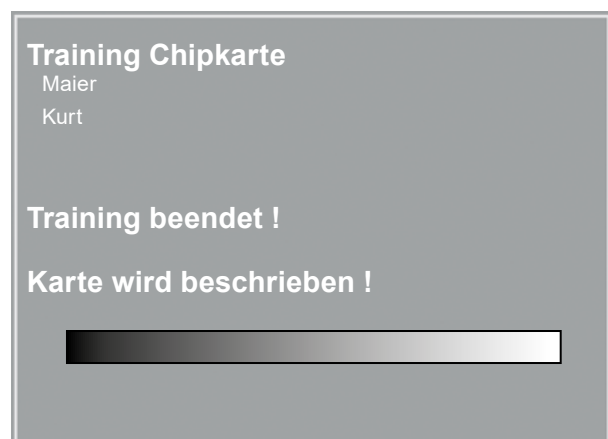 Training Chipkarte
Maier
Kurt
Training beendet !
Karte wird beschrieben !